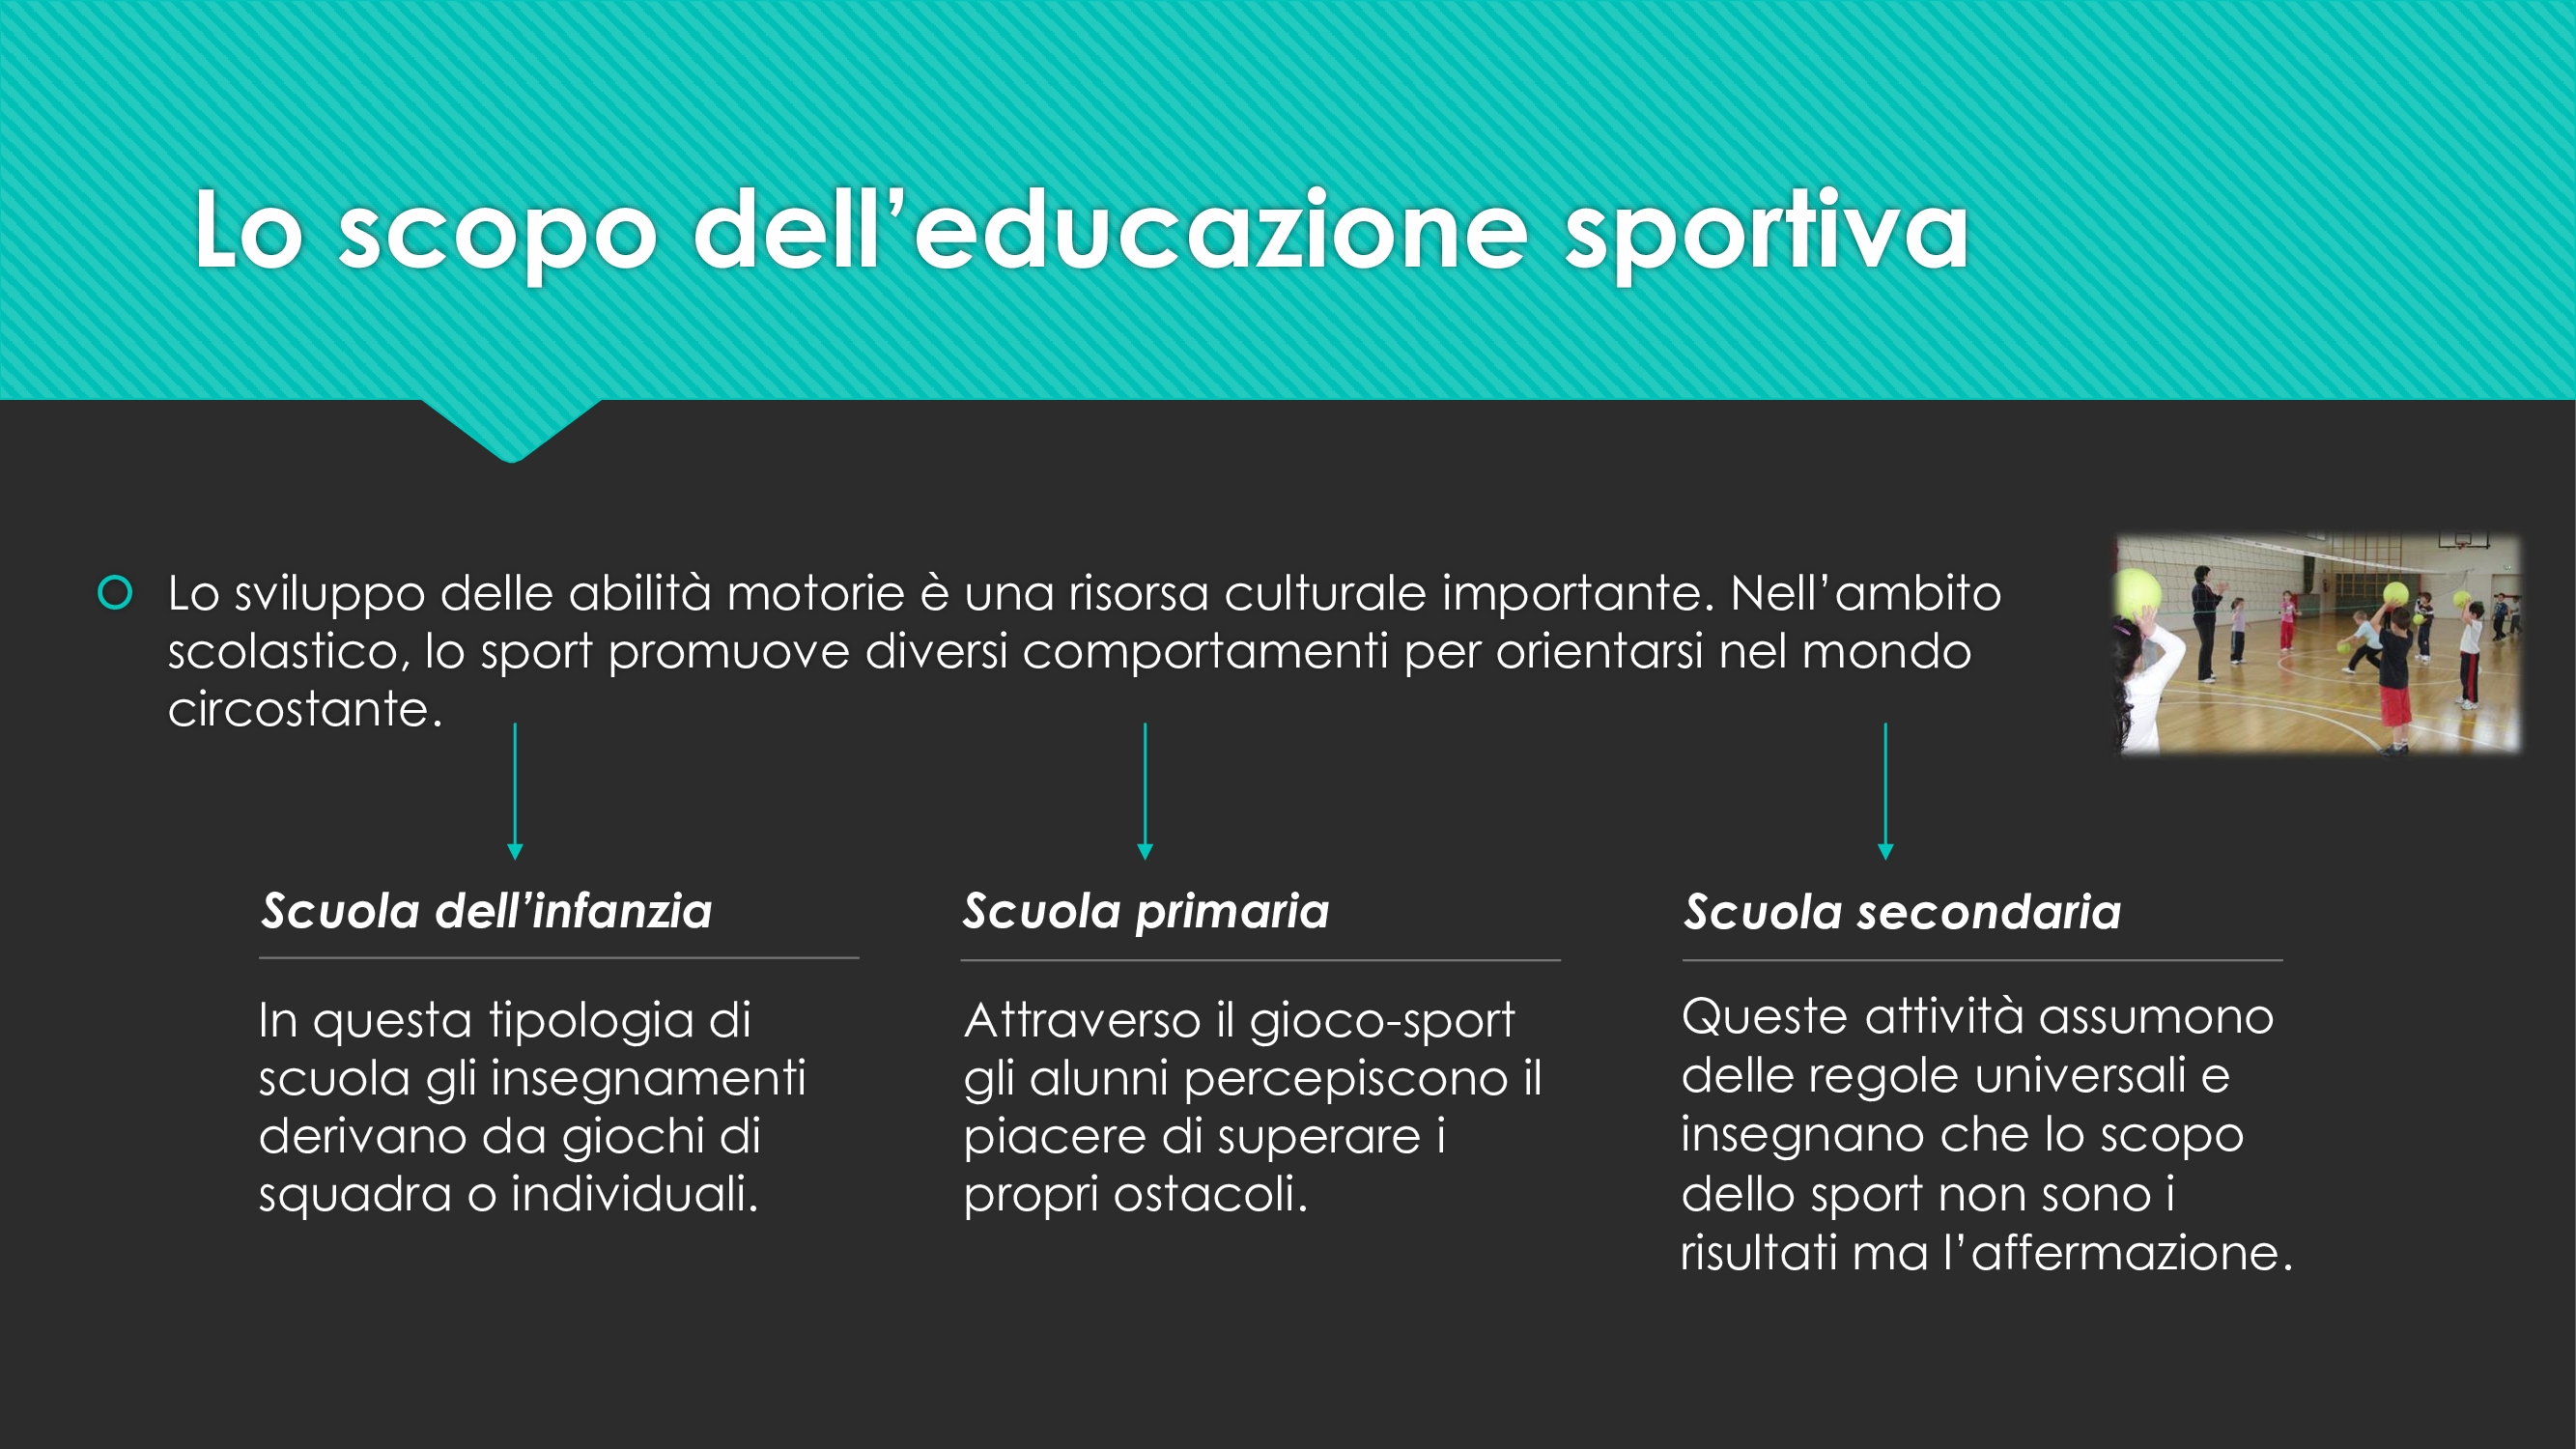 Lo scopo dell’educazione sportiva
Lo sviluppo delle abilità motorie è una risorsa culturale importante. Nell’ambito
scolastico, lo sport promuove diversi comportamenti per orientarsi nel mondo
circostante.
Scuola dell’infanzia
In questa tipologia di
scuola gli insegnamenti
derivano da giochi di
squadra o individuali.
Scuola primaria
Attraverso il gioco-sport
gli alunni percepiscono il
piacere di superare i
propri ostacoli.
Scuola secondaria
Queste attività assumono
delle regole universali e
insegnano che lo scopo
dello sport non sono i
risultati ma l’affermazione.